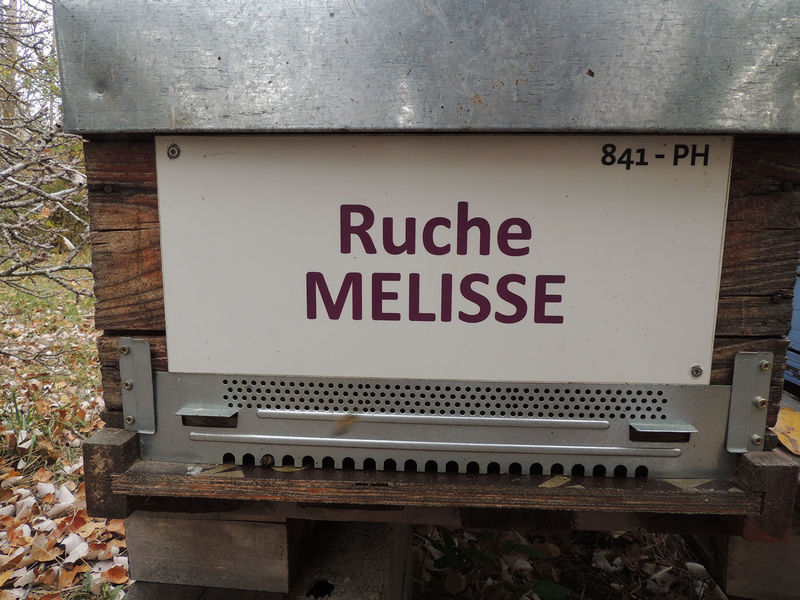 841 - PH
Ruche
MELISSE